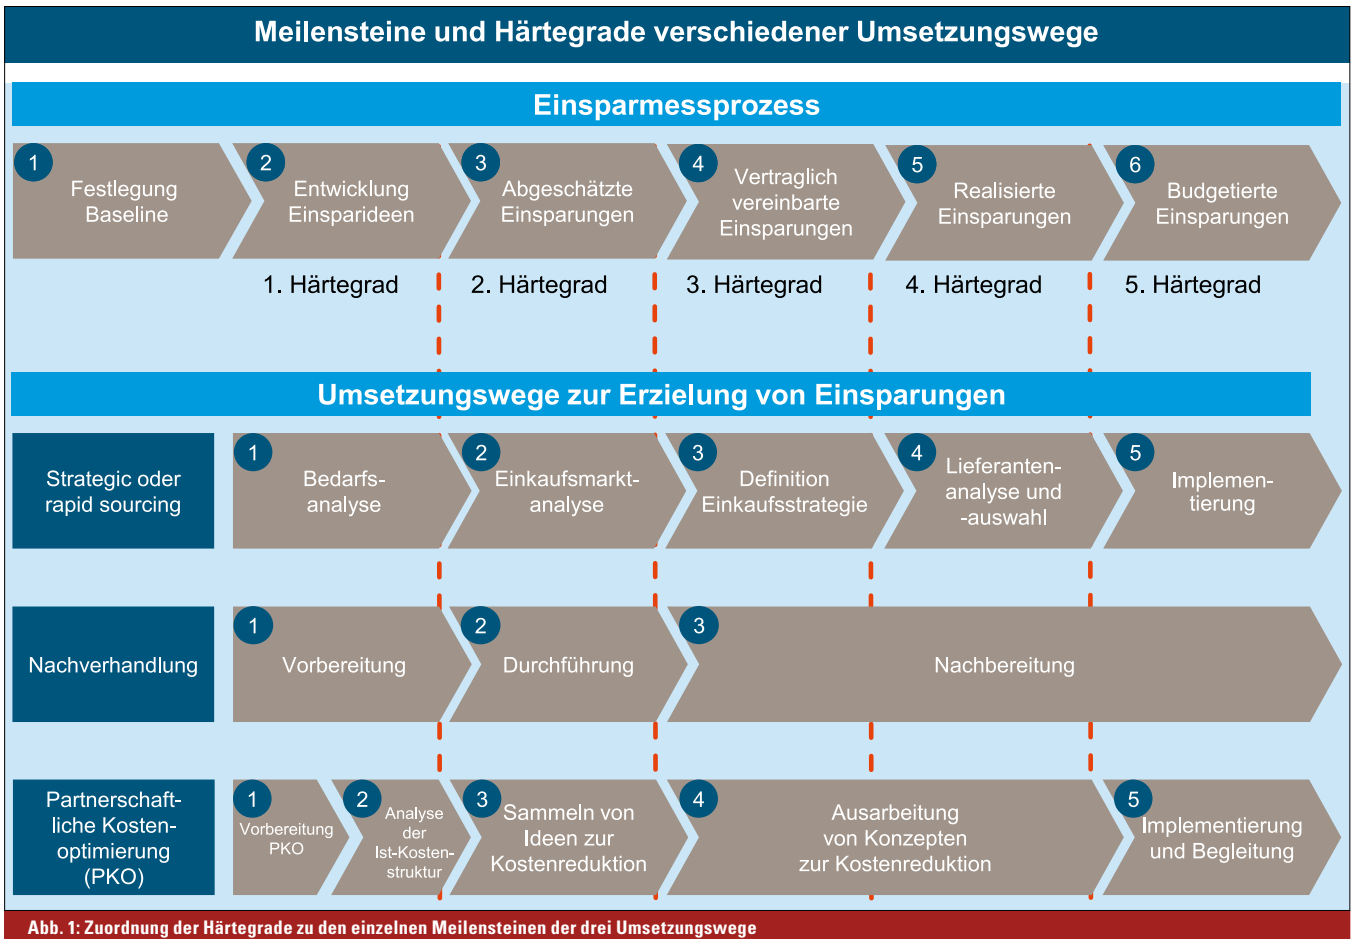 Meilensteine und Härtegrade verschiedener Umsetzungswege
Einsparmessprozess
1
Festlegung
Baseline
2
Entwicklung
Einsparideen
3
Abgeschätzte
Einsparungen
4
Vertraglich
vereinbarte
Einsparungen
5
Realisierte
Einsparungen
6
Budgetierte
Einsparungen
1. Härtegrad
2. Härtegrad
3. Härtegrad
4. Härtegrad
5. Härtegrad
Umsetzungswege zur Erzielung von Einsparungen
Strategic oder
rapid sourcing
1
Bedarfs-
analyse
2
Einkaufsmarkt-
analyse
3
Definition
Einkaufsstrategie
4
Lieferanten-
analyse und
-auswahl
5
Implemen-
tierung
Nachverhandlung
1
Vorbereitung
2
Durchführung
3
Nachbereitung
Partnerschaft-
liche Kosten-
optimierung
(PKO)
1
Vorbereitung
PKO
2
Analyse
der
Ist-Kosten-
struktur
3
Sammeln von
Ideen zur
Kostenreduktion
4
Ausarbeitung
von Konzepten
zur Kostenreduktion
5
Implementierung
und Begleitung
Abb. 1: Zuordnung der Härtegrade zu den einzelnen Meilensteinen der drei Umsetzungswege